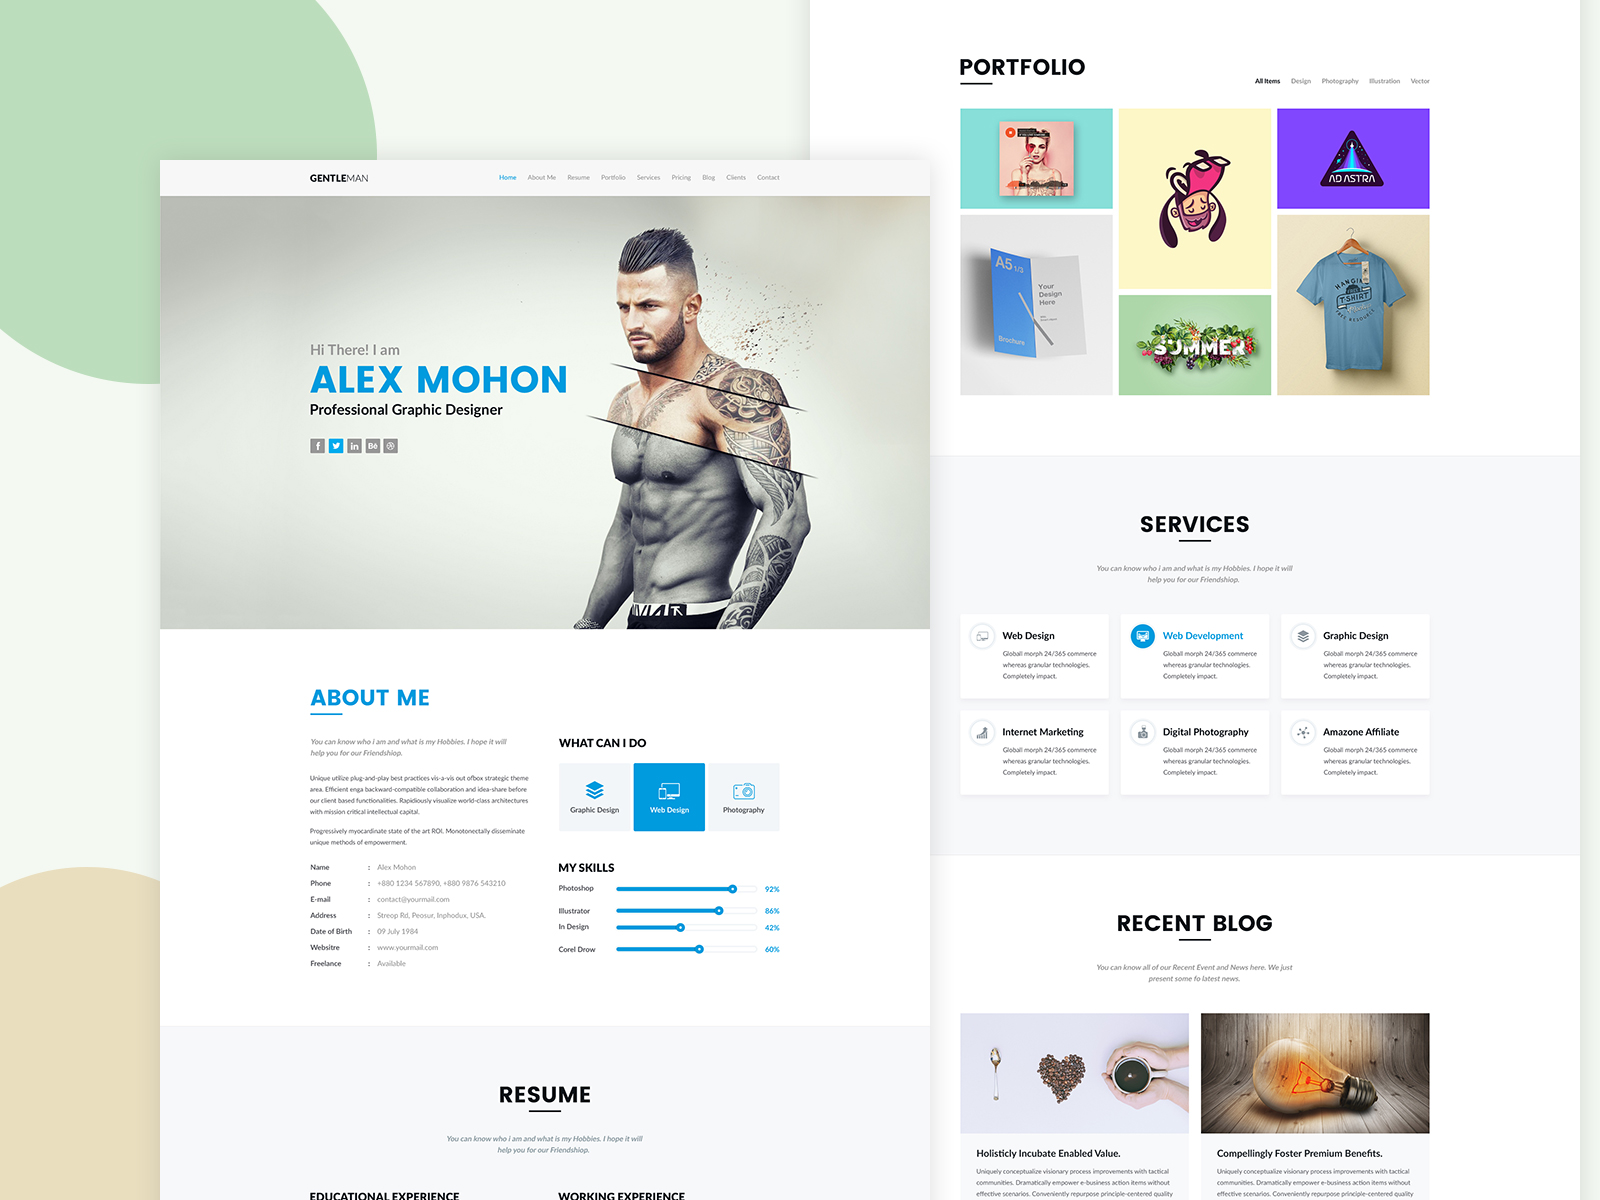 GENTLEMAN
Home About Me Resume Portfolio Services Pricing Blog Clients Contact
Hi There! I am
ALEX MOHON
Professional Graphic Designer
f in Bē
ABOUT ME
You can know who i am and what is my Hobbies. I hope it will
help you for our Friendshiop.
Unique utilize plug-and-play best practices vis-a-vis out ofbox strategic theme
area. Efficient enga backward-compatible collaboration and idea-share before
our client based functionalities. Rapidiously visualize world-class architectures
with mission critical intellectual capital.
Progressively myocardinate state of the art ROI. Monotonectally disseminate
unique methods of empowerment.
Name : Alex Mohon
Phone : +880 1234 567890, +880 9876 543210
E-mail : contact@yourmail.com
Address : Streop Rd, Peosur, Inphodux, USA.
Date of Birth : 09 July 1984
Websitre : www.yourmail.com
Freelance : Available
WHAT CAN I DO
Graphic Design Web Design Photography
MY SKILLS
Photoshop 92%
Illustrator 86%
In Design 42%
Corel Drow 60%
RESUME
You can know who i am and what is my Hobbies. I hope it will
help you for our Friendshiop.
EDUCATIONAL EXPERIENCE WORKING EXPERIENCE
PORTFOLIO
All Items Design Photography Illustration Vector
AD ASTRA
A5 1/3
Your
Design
Here
Brochure
SUMMER
HANGING
T-SHIRT
FREE RESOURCE
SERVICES
You can know who i am and what is my Hobbies. I hope it will
help you for our Friendshiop.
Web Design
Globall morph 24/365 commerce
whereas granular technologies.
Completely impact.
Web Development
Globall morph 24/365 commerce
whereas granular technologies.
Completely impact.
Graphic Design
Globall morph 24/365 commerce
whereas granular technologies.
Completely impact.
Internet Marketing
Globall morph 24/365 commerce
whereas granular technologies.
Completely impact.
Digital Photography
Globall morph 24/365 commerce
whereas granular technologies.
Completely impact.
Amazone Affiliate
Globall morph 24/365 commerce
whereas granular technologies.
Completely impact.
RECENT BLOG
You can know all of our Recent Event and News here. We just
present some fo latest news.
Holisticly Incubate Enabled Value.
Uniquely conceptualize visionary process improvements with tactical
communities. Dramatically empower e-business action items without
effective scenarios. Conveniently repurpose principle-centered quality
Compellingly Foster Premium Benefits.
Uniquely conceptualize visionary process improvements with tactical
communities. Dramatically empower e-business action items without
effective scenarios. Conveniently repurpose principle-centered quality